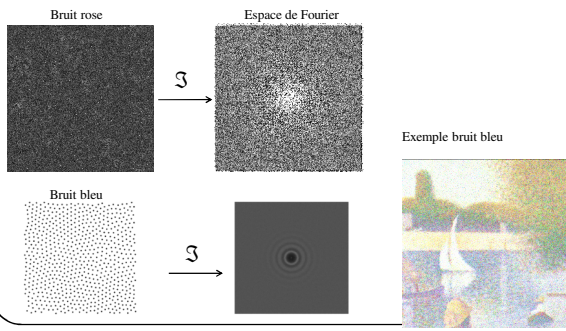 Bruit rose
Espace de Fourier
ℑ
Exemple bruit bleu
Bruit bleu
ℑ